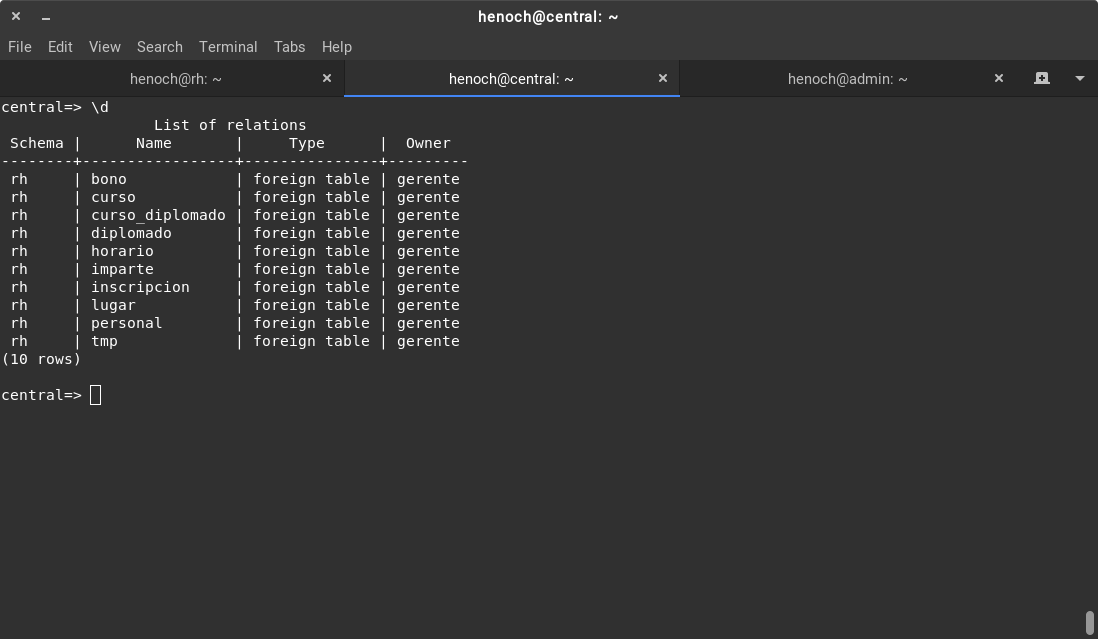 henoch@central: ~
File Edit View Search Terminal Tabs Help
henoch@rh: ~ henoch@central: ~ henoch@admin: ~
central=> \d
                 List of relations
 Schema |      Name       |     Type      |  Owner
--------+-----------------+---------------+---------
 rh     | bono            | foreign table | gerente
 rh     | curso           | foreign table | gerente
 rh     | curso_diplomado | foreign table | gerente
 rh     | diplomado       | foreign table | gerente
 rh     | horario         | foreign table | gerente
 rh     | imparte         | foreign table | gerente
 rh     | inscripcion     | foreign table | gerente
 rh     | lugar           | foreign table | gerente
 rh     | personal        | foreign table | gerente
 rh     | tmp             | foreign table | gerente
(10 rows)
central=>